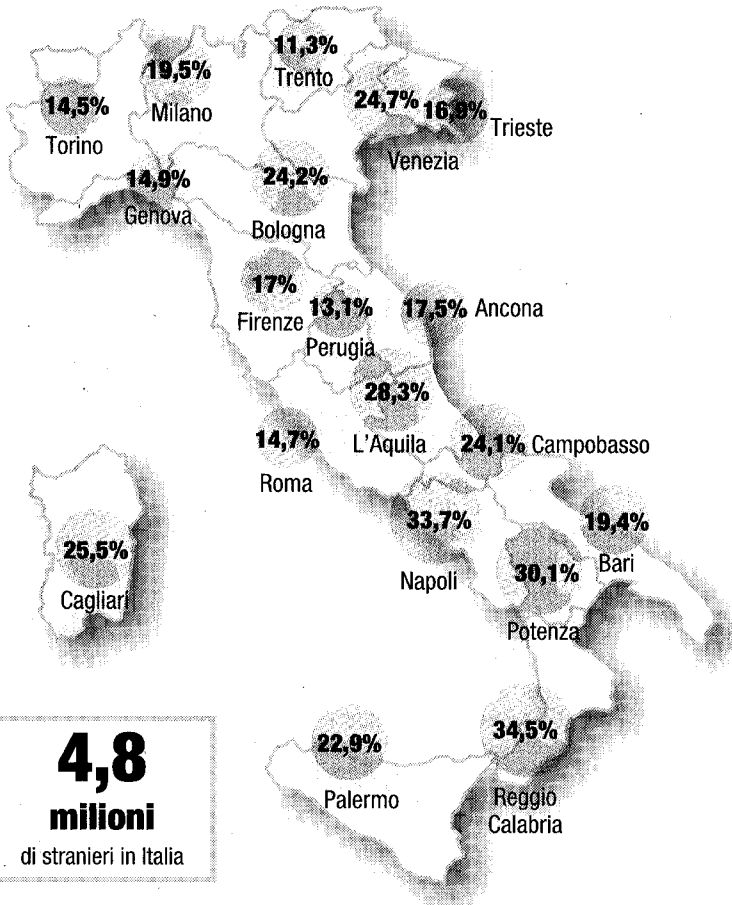 11,3%
Trento
19,5%
Milano
14,5%
Torino
24,7%
Venezia
16,9%
Trieste
14,9%
Genova
24,2%
Bologna
17%
Firenze
13,1%
Perugia
17,5%
Ancona
28,3%
L'Aquila
14,7%
Roma
24,1%
Campobasso
33,7%
Napoli
19,4%
Bari
25,5%
Cagliari
30,1%
Potenza
22,9%
Palermo
34,5%
Reggio
Calabria
4,8
milioni
di stranieri in Italia